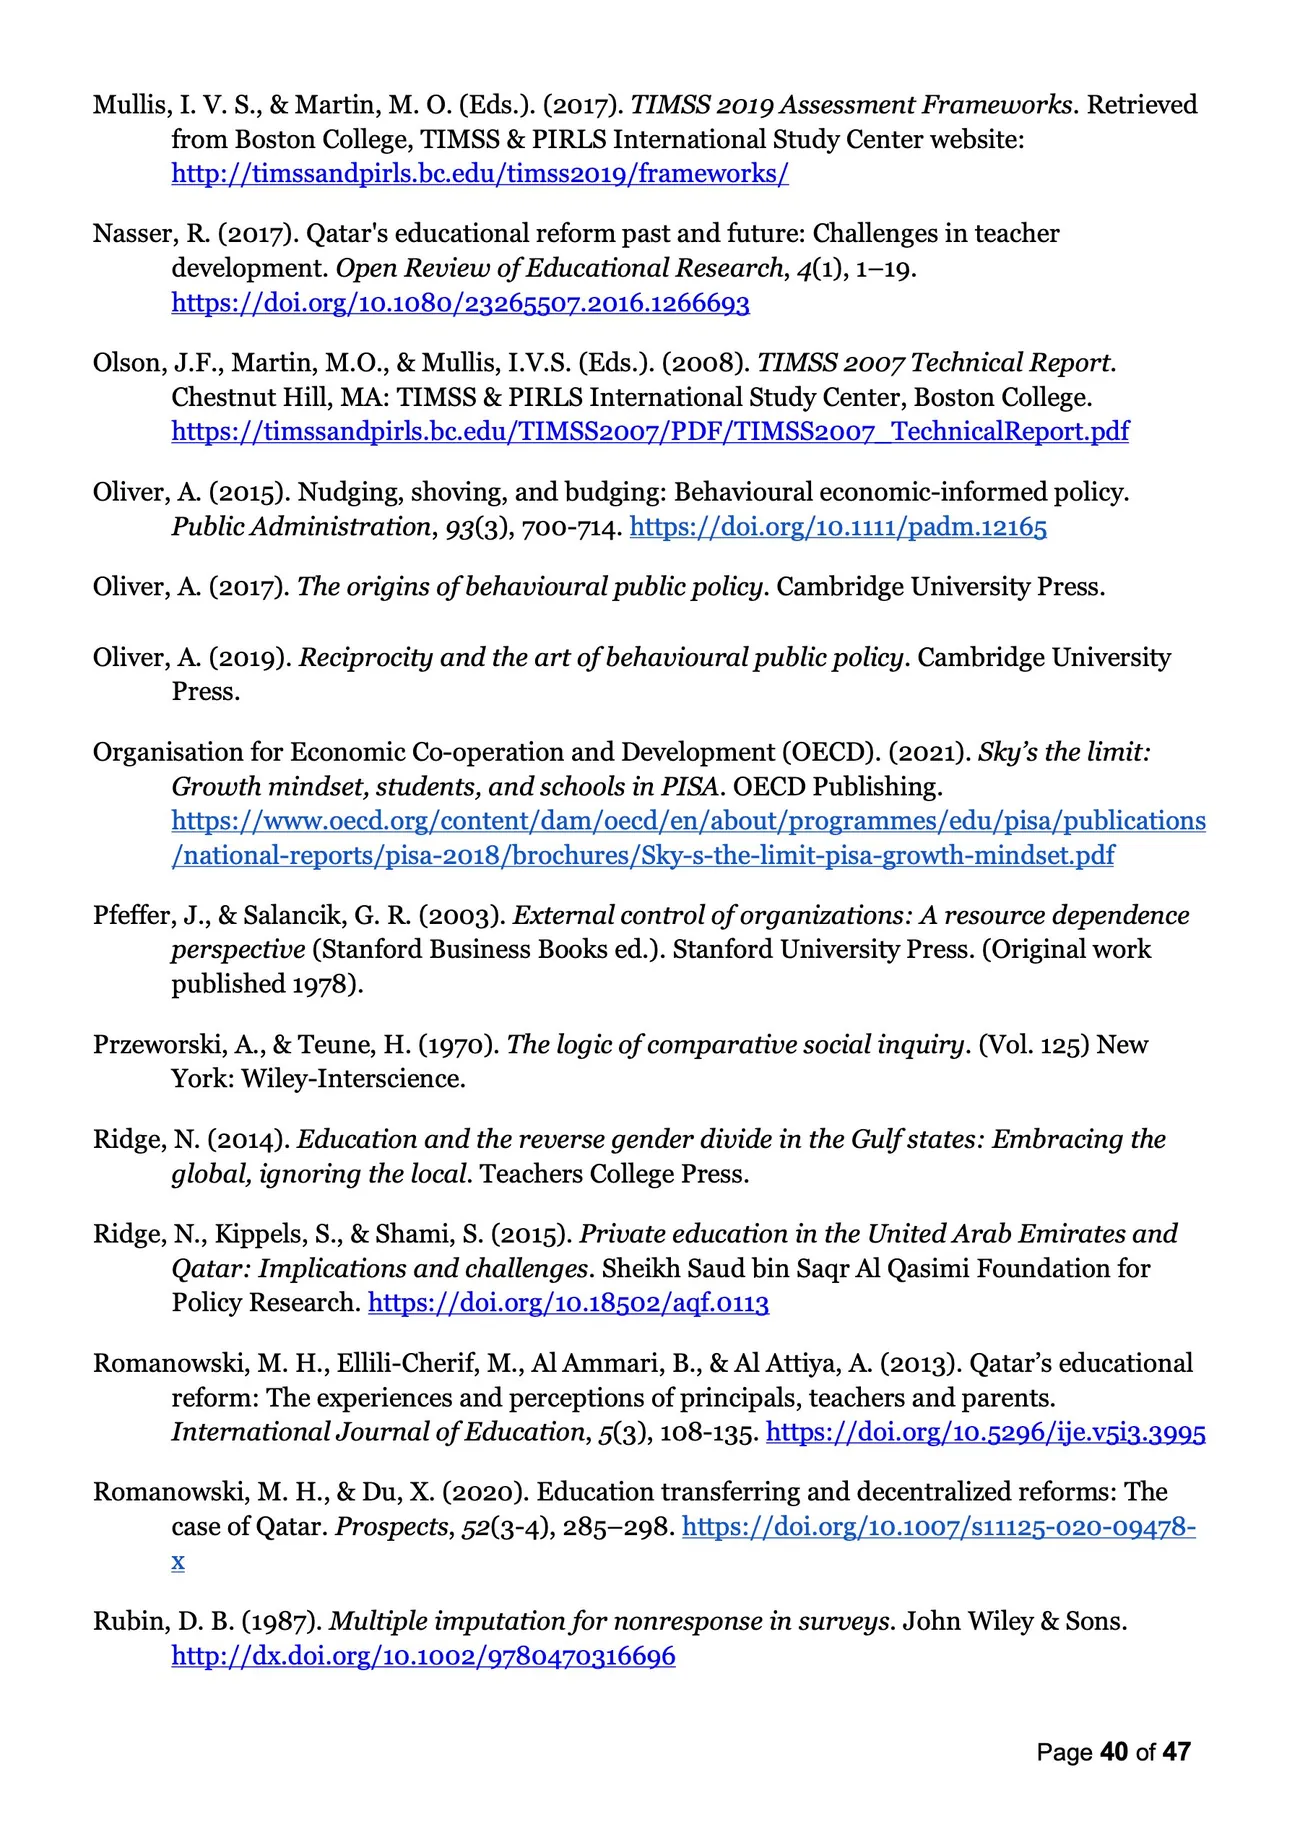 Mullis, I. V. S., & Martin, M. O. (Eds.). (2017). TIMSS 2019 Assessment Frameworks. Retrieved
from Boston College, TIMSS & PIRLS International Study Center website:
http://timssandpirls.bc.edu/timss2019/frameworks/
Nasser, R. (2017). Qatar's educational reform past and future: Challenges in teacher
development. Open Review of Educational Research, 4(1), 1–19.
https://doi.org/10.1080/23265507.2016.1266693
Olson, J.F., Martin, M.O., & Mullis, I.V.S. (Eds.). (2008). TIMSS 2007 Technical Report.
Chestnut Hill, MA: TIMSS & PIRLS International Study Center, Boston College.
https://timssandpirls.bc.edu/TIMSS2007/PDF/TIMSS2007_TechnicalReport.pdf
Oliver, A. (2015). Nudging, shoving, and budging: Behavioural economic-informed policy.
Public Administration, 93(3), 700-714. https://doi.org/10.1111/padm.12165
Oliver, A. (2017). The origins of behavioural public policy. Cambridge University Press.
Oliver, A. (2019). Reciprocity and the art of behavioural public policy. Cambridge University
Press.
Organisation for Economic Co-operation and Development (OECD). (2021). Sky’s the limit:
Growth mindset, students, and schools in PISA. OECD Publishing.
https://www.oecd.org/content/dam/oecd/en/about/programmes/edu/pisa/publications
/national-reports/pisa-2018/brochures/Sky-s-the-limit-pisa-growth-mindset.pdf
Pfeffer, J., & Salancik, G. R. (2003). External control of organizations: A resource dependence
perspective (Stanford Business Books ed.). Stanford University Press. (Original work
published 1978).
Przeworski, A., & Teune, H. (1970). The logic of comparative social inquiry. (Vol. 125) New
York: Wiley-Interscience.
Ridge, N. (2014). Education and the reverse gender divide in the Gulf states: Embracing the
global, ignoring the local. Teachers College Press.
Ridge, N., Kippels, S., & Shami, S. (2015). Private education in the United Arab Emirates and
Qatar: Implications and challenges. Sheikh Saud bin Saqr Al Qasimi Foundation for
Policy Research. https://doi.org/10.18502/aqf.0113
Romanowski, M. H., Ellili-Cherif, M., Al Ammari, B., & Al Attiya, A. (2013). Qatar’s educational
reform: The experiences and perceptions of principals, teachers and parents.
International Journal of Education, 5(3), 108-135. https://doi.org/10.5296/ije.v5i3.3995
Romanowski, M. H., & Du, X. (2020). Education transferring and decentralized reforms: The
case of Qatar. Prospects, 52(3-4), 285–298. https://doi.org/10.1007/s11125-020-09478-
x
Rubin, D. B. (1987). Multiple imputation for nonresponse in surveys. John Wiley & Sons.
http://dx.doi.org/10.1002/9780470316696
Page 40 of 47